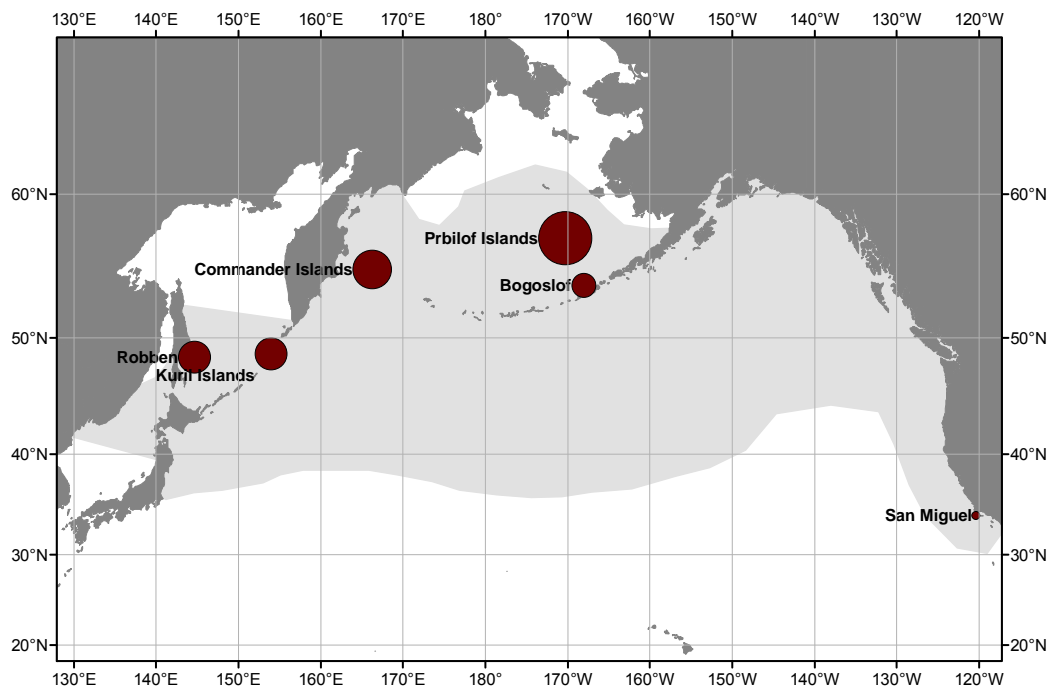 130°E 140°E 150°E 160°E 170°E 180° 170°W 160°W 150°W 140°W 130°W 120°W
60°N 60°N
Prbilof Islands
Commander Islands
Bogoslof
50°N 50°N
Robben
Kuril Islands
40°N 40°N
San Miguel
30°N 30°N
20°N 20°N
130°E 140°E 150°E 160°E 170°E 180° 170°W 160°W 150°W 140°W 130°W 120°W